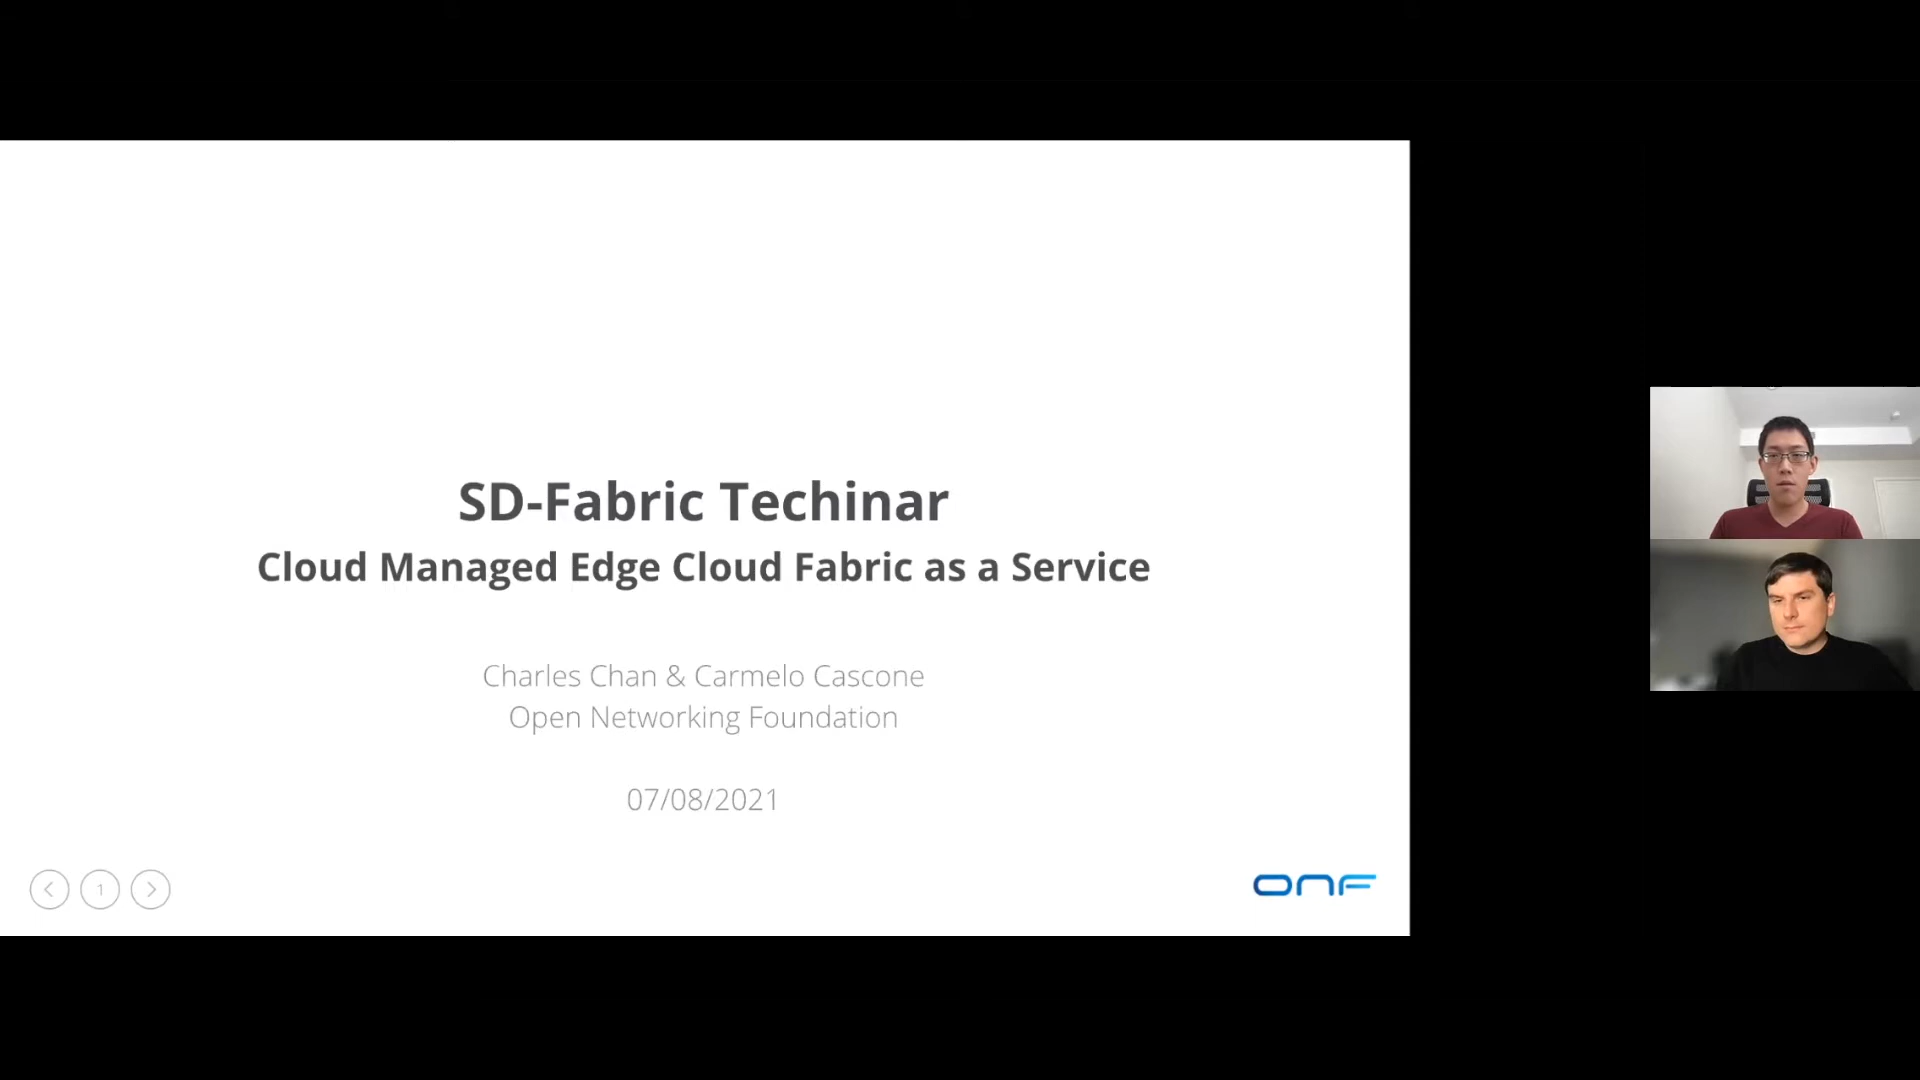 SD-Fabric Techinar
Cloud Managed Edge Cloud Fabric as a Service
Charles Chan & Carmelo Cascone
Open Networking Foundation
07/08/2021
1
ONF